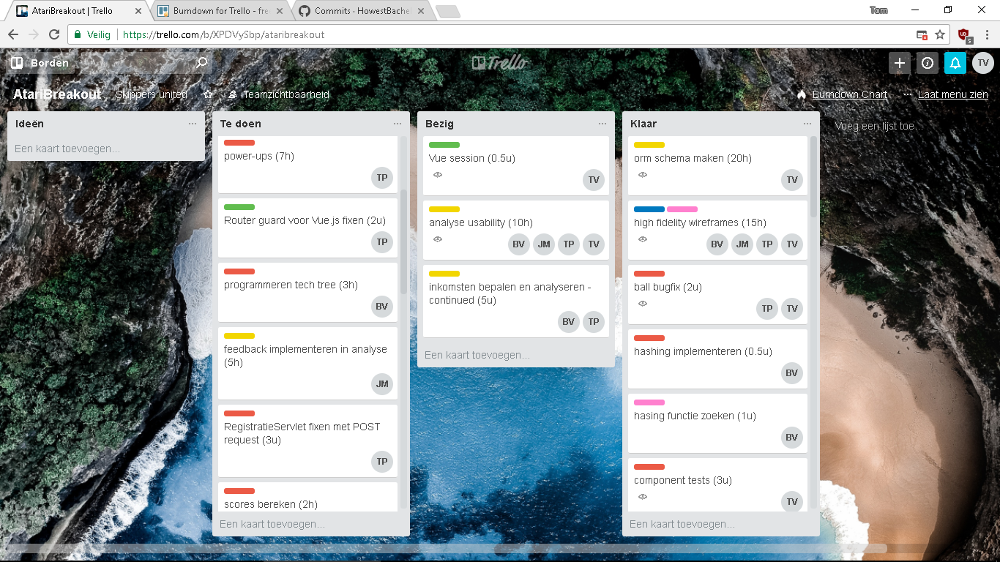 AtariBreakout | Trello
Burndown for Trello - fre
Commits · HowestBachel
Tom
Veilig
https://trello.com/b/XPDVySbp/ataribreakout
5
Borden
Trello
TV
AtariBreakout
Skippers united
Teamzichtbaarheid
Burndown Chart
··· Laat menu zien
Ideën
Een kaart toevoegen...
Te doen
power-ups (7h)
TP
Router guard voor Vue.js fixen (2u)
TP
programmeren tech tree (3h)
BV
feedback implementeren in analyse
(5h)
JM
RegistratieServlet fixen met POST
request (3u)
TP
scores bereken (2h)
Een kaart toevoegen...
Bezig
Vue session (0.5u)
TV
analyse usability (10h)
BV JM TP TV
inkomsten bepalen en analyseren -
continued (5u)
BV TP
Een kaart toevoegen...
Klaar
orm schema maken (20h)
TV
high fidelity wireframes (15h)
BV JM TP TV
ball bugfix (2u)
TP TV
hashing implementeren (0.5u)
BV
hasing functie zoeken (1u)
BV
component tests (3u)
TV
Een kaart toevoegen...
Voeg een lijst toe...